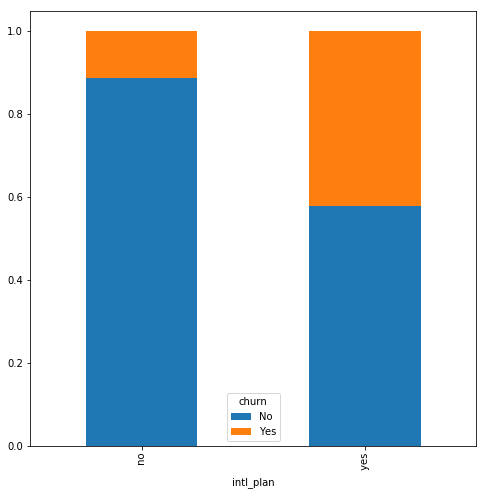 1.0
0.8
0.6
0.4
0.2
0.0
churn
No
Yes
no
yes
intl_plan